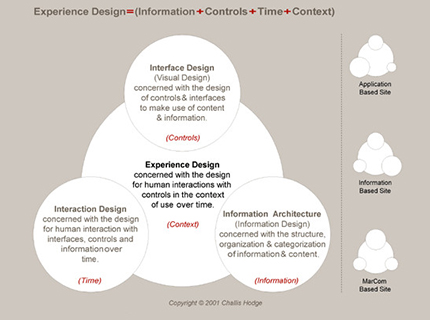 Experience Design=(Information+Controls+Time+Context)
Interface Design
(Visual Design)
concerned with the design
of controls & interfaces
to make use of content
& information.
(Controls)
Experience Design
concerned with the design
for human interactions with
controls in the context
of use over time.
(Context)
Interaction Design
concerned with the design
for human interaction with
interfaces, controls and
information over
time.
(Time)
Information Architecture
(Information Design)
concerned with the structure,
organization & categorization
of information & content.
(Information)
Application
Based Site
Information
Based Site
MarCom
Based Site
Copyright © 2001 Challis Hodge